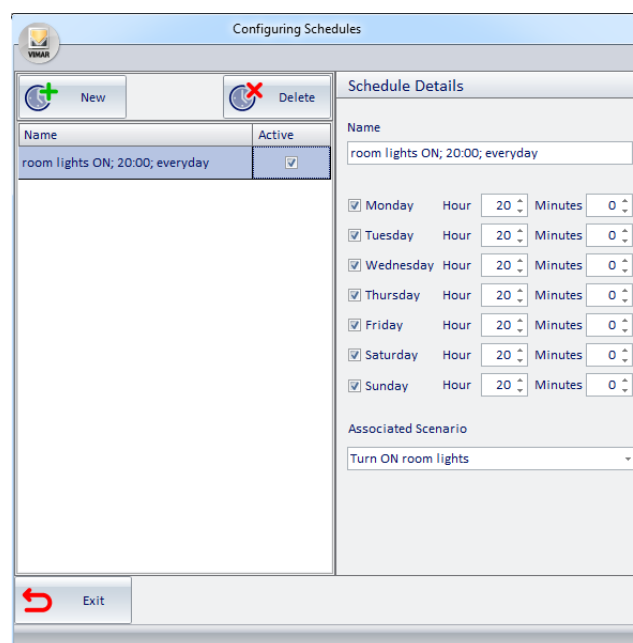 Configuring Schedules
VIMAR
New
Delete
Name Active
room lights ON; 20:00; everyday
Schedule Details
Name
room lights ON; 20:00; everyday
Monday Hour 20 Minutes 0
Tuesday Hour 20 Minutes 0
Wednesday Hour 20 Minutes 0
Thursday Hour 20 Minutes 0
Friday Hour 20 Minutes 0
Saturday Hour 20 Minutes 0
Sunday Hour 20 Minutes 0
Associated Scenario
Turn ON room lights
Exit